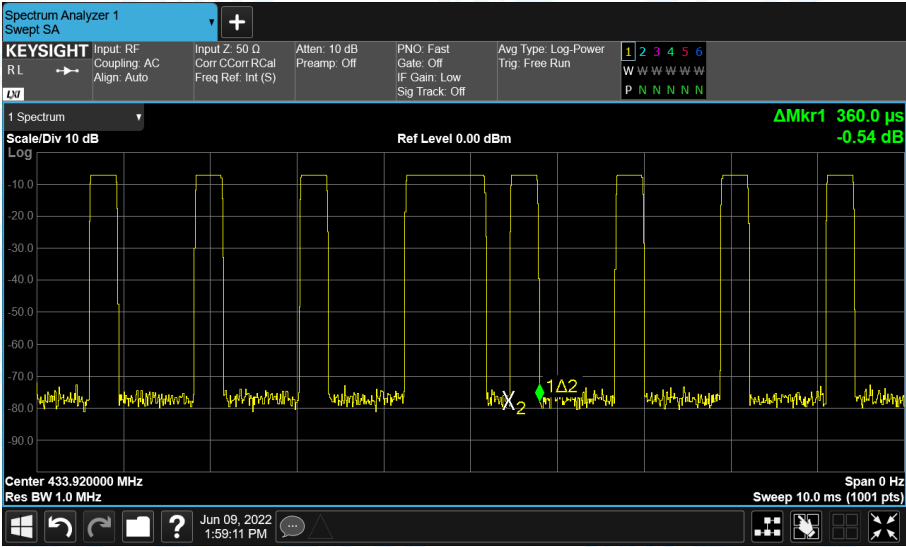 Spectrum Analyzer 1
Swept SA
+
KEYSIGHT
R L
LXI
Input: RF
Coupling: AC
Align: Auto
Input Z: 50 Ω
Corr CCorr RCal
Freq Ref: Int (S)
Atten: 10 dB
Preamp: Off
PNO: Fast
Gate: Off
IF Gain: Low
Sig Track: Off
Avg Type: Log-Power
Trig: Free Run
1 2 3 4 5 6
W W W W W W
P N N N N N
1 Spectrum
ΔMkr1 360.0 µs
-0.54 dB
Scale/Div 10 dB
Ref Level 0.00 dBm
Log
-10.0
-20.0
-30.0
-40.0
-50.0
-60.0
-70.0
-80.0
-90.0
X2
1Δ2
Center 433.920000 MHz
Res BW 1.0 MHz
Span 0 Hz
Sweep 10.0 ms (1001 pts)
?
Jun 09, 2022
1:59:11 PM